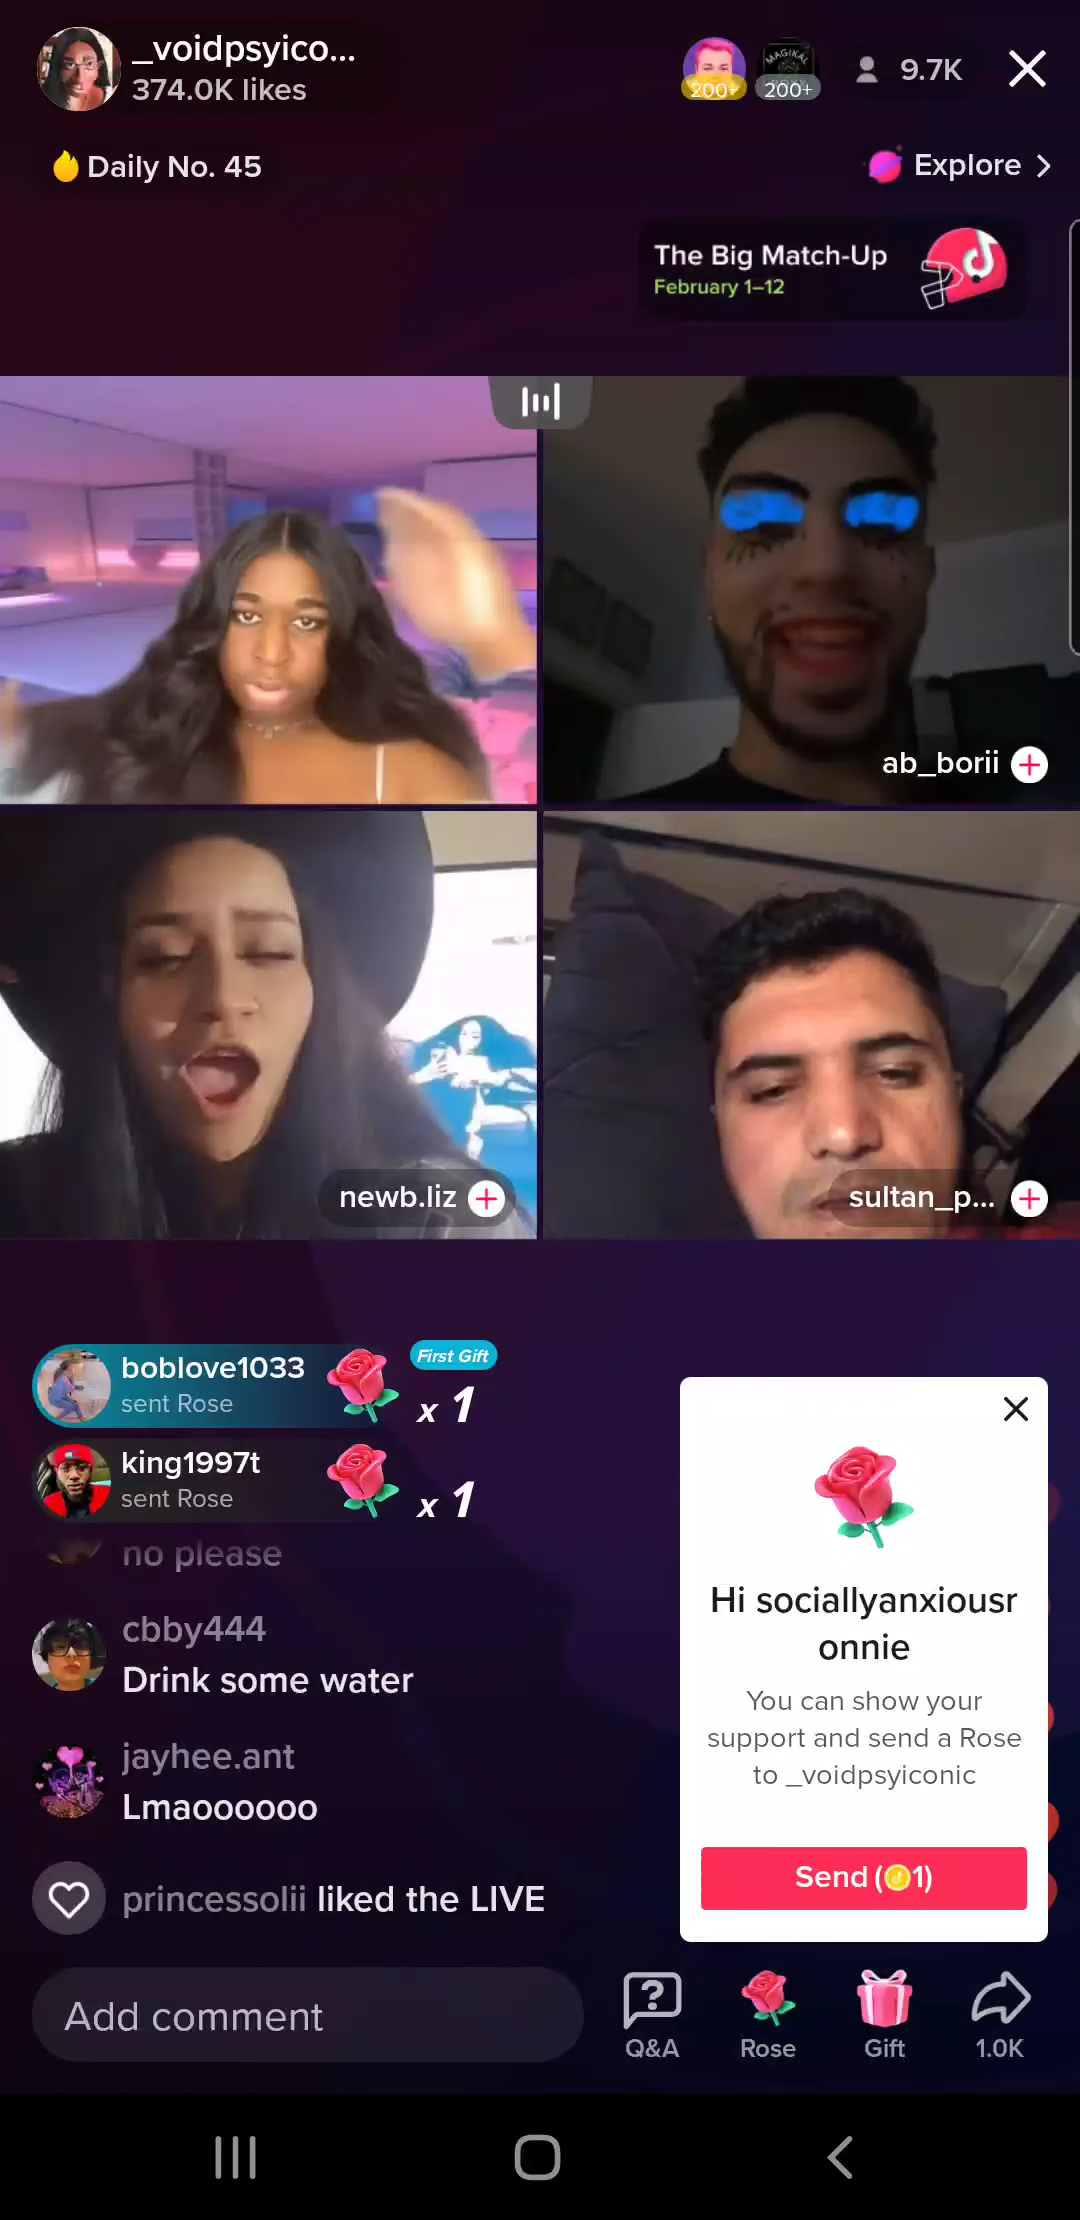 _voidpsyico...
374.0K likes
200+
200+
9.7K
Daily No. 45
Explore
The Big Match-Up
February 1–12
ab_borii
newb.liz
sultan_p...
boblove1033
sent Rose
First Gift
x 1
king1997t
sent Rose
x 1
no please
cbby444
Drink some water
jayhee.ant
Lmaoooooo
princessolii liked the LIVE
Hi sociallyanxiousr
onnie
You can show your
support and send a Rose
to _voidpsyiconic
Send (1)
Add comment
Q&A
Rose
Gift
1.0K